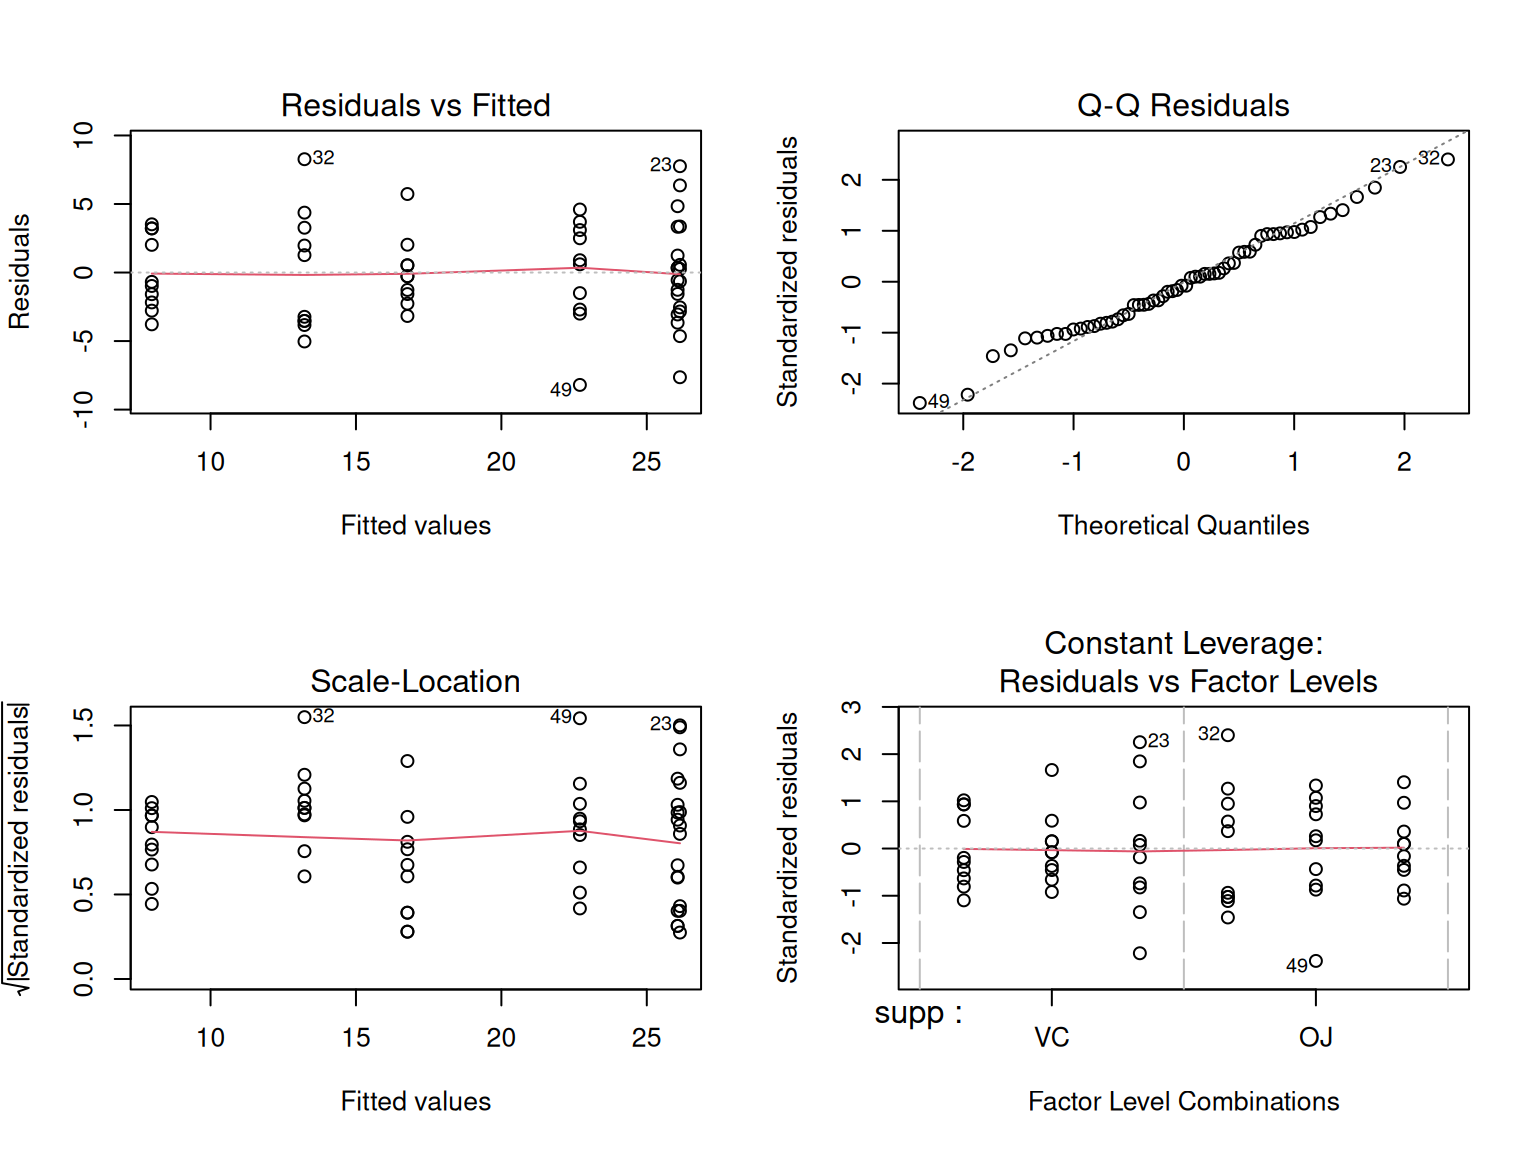 Residuals vs Fitted
Residuals
10
5
0
-5
-10
32
23
49
10
15
20
25
Fitted values
Q-Q Residuals
Standardized residuals
2
1
0
-1
-2
23
32
49
-2
-1
0
1
2
Theoretical Quantiles
Scale-Location
√|Standardized residuals|
1.5
1.0
0.5
0.0
32
49
23
10
15
20
25
Fitted values
Constant Leverage:
Residuals vs Factor Levels
Standardized residuals
3
2
1
0
-1
-2
23
32
49
supp :
VC
OJ
Factor Level Combinations